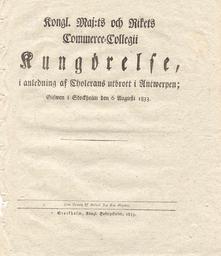 Kongl. Maj:ts och Rikets
Commerce-Collegii
Kungörelse,
i anledning af Cholerans utbrott i Antwerpen;
Gifwen i Stockholm den 6 Augusti 1833.
Stockholm, Kongl. Boktryckeriet, 1833.